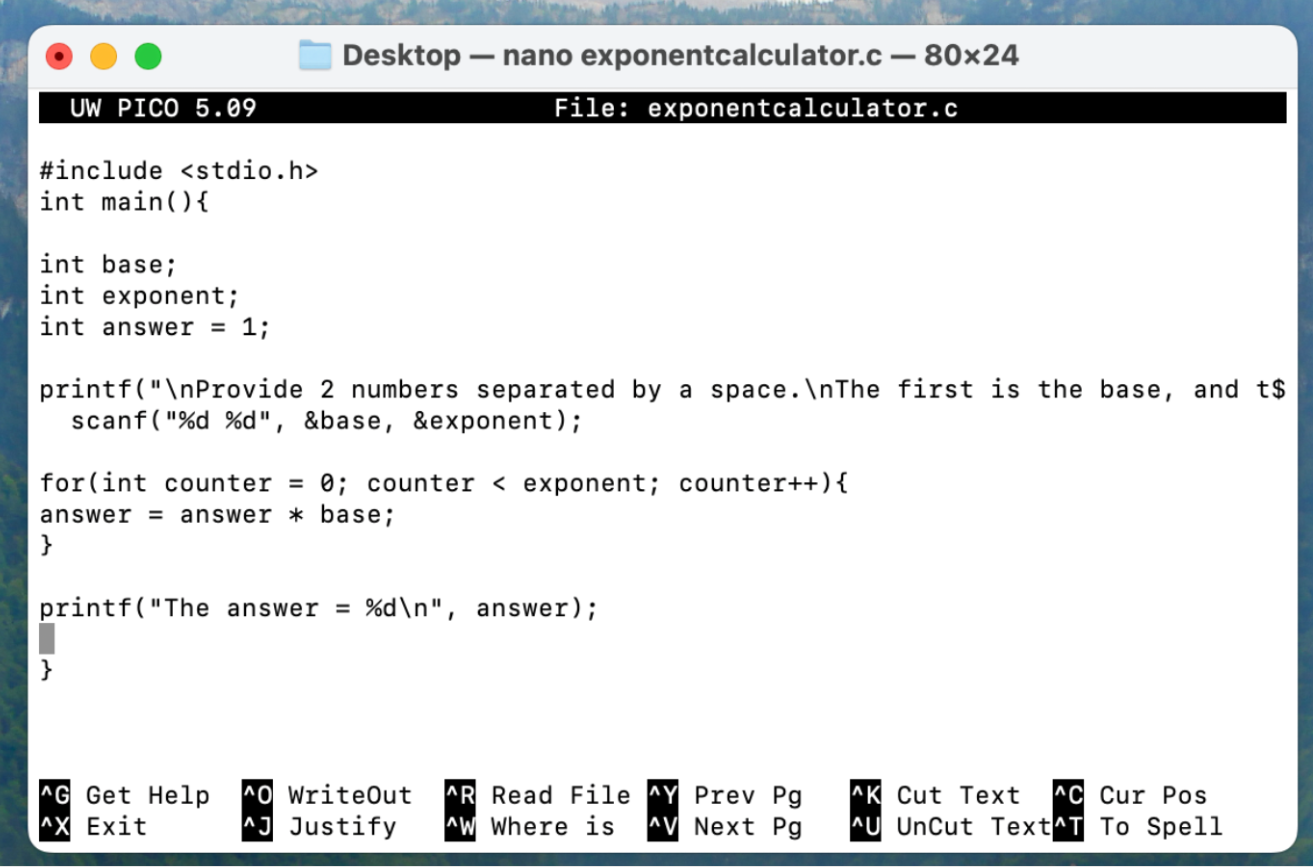 Desktop — nano exponentcalculator.c — 80×24
UW PICO 5.09 File: exponentcalculator.c
#include <stdio.h>
int main(){
int base;
int exponent;
int answer = 1;
printf("\nProvide 2 numbers separated by a space.\nThe first is the base, and t$
scanf("%d %d", &base, &exponent);
for(int counter = 0; counter < exponent; counter++){
answer = answer * base;
}
printf("The answer = %d\n", answer);
}
^G Get Help ^O WriteOut ^R Read File ^Y Prev Pg ^K Cut Text ^C Cur Pos
^X Exit ^J Justify ^W Where is ^V Next Pg ^U UnCut Text ^T To Spell